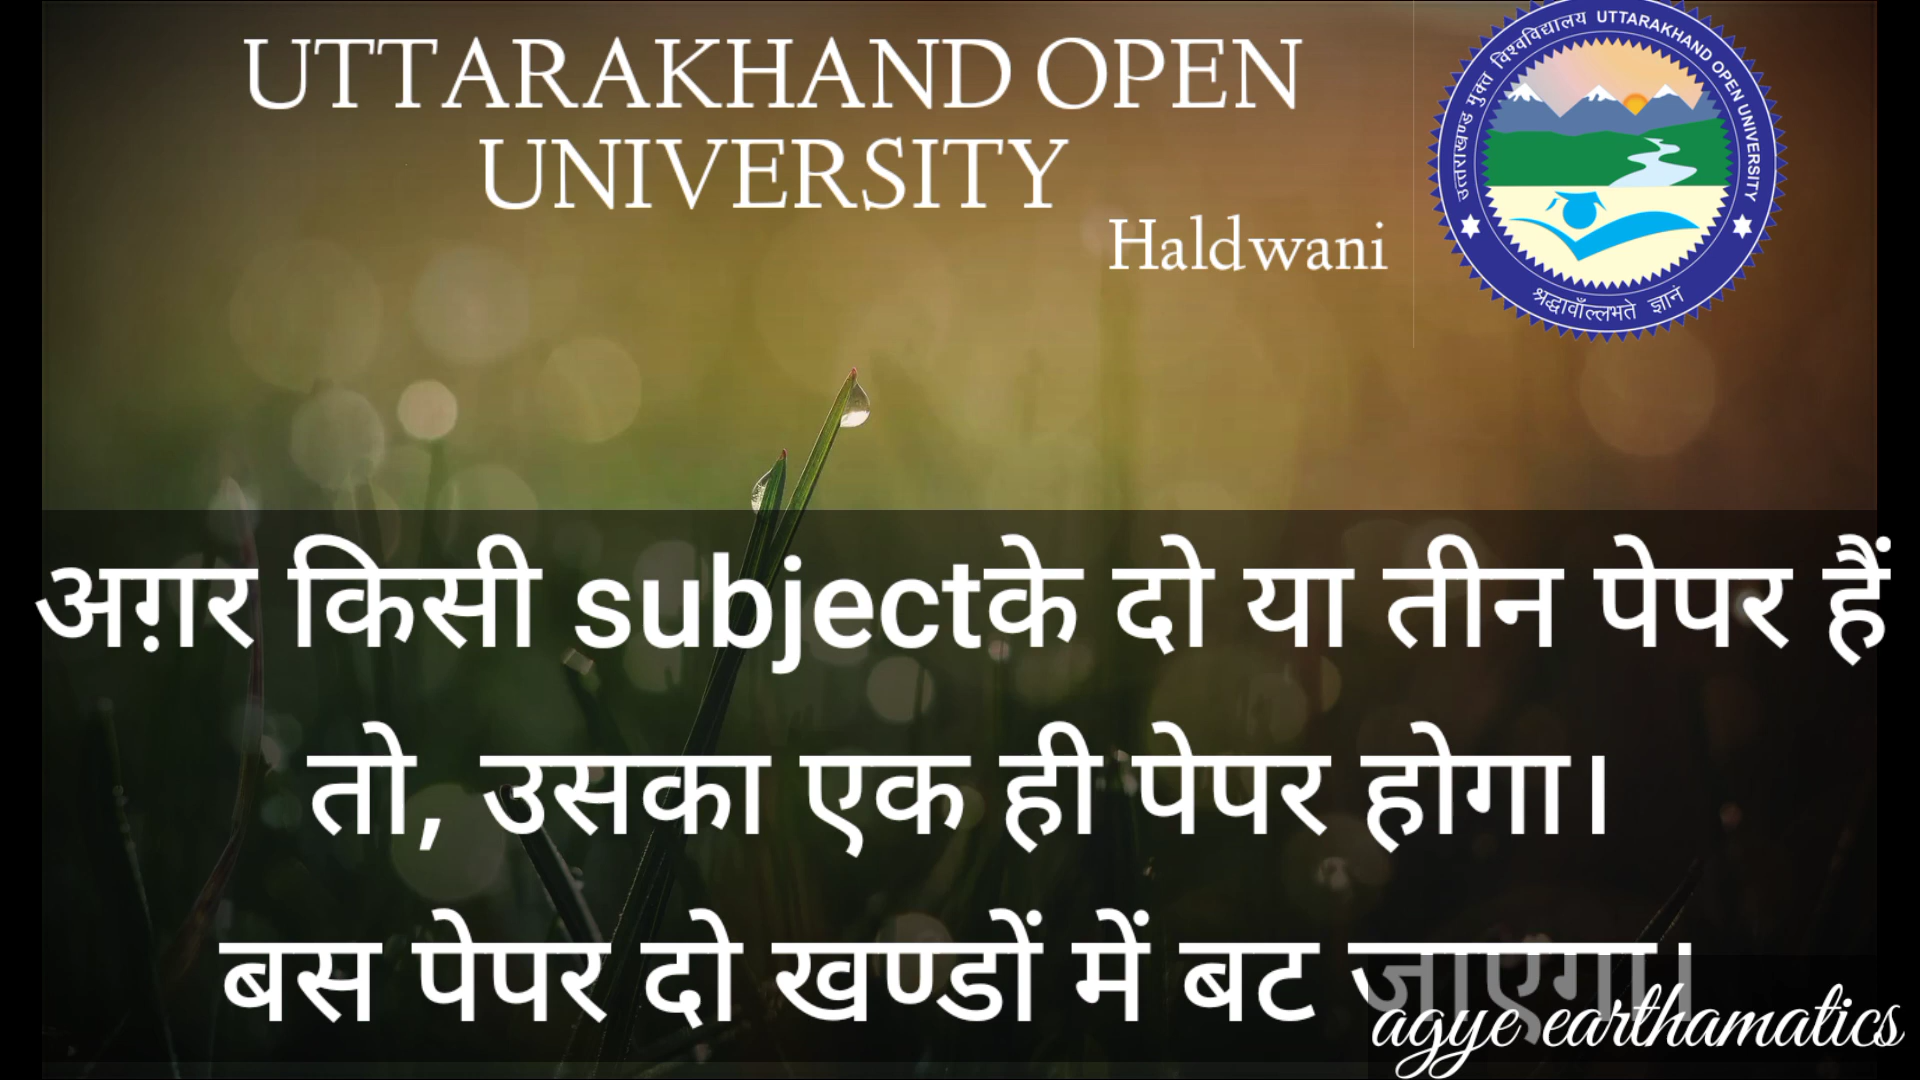 UTTARAKHAND OPEN
UNIVERSITY
Haldwani
उत्तराखण्ड मुक्त विश्वविद्यालय UTTARAKHAND OPEN UNIVERSITY
श्रद्धावाँल्लभते ज्ञानं
अग़र किसी subjectके दो या तीन पेपर हैं
तो, उसका एक ही पेपर होगा।
बस पेपर दो खण्डों में बट जाएगा।
agye earthamatics